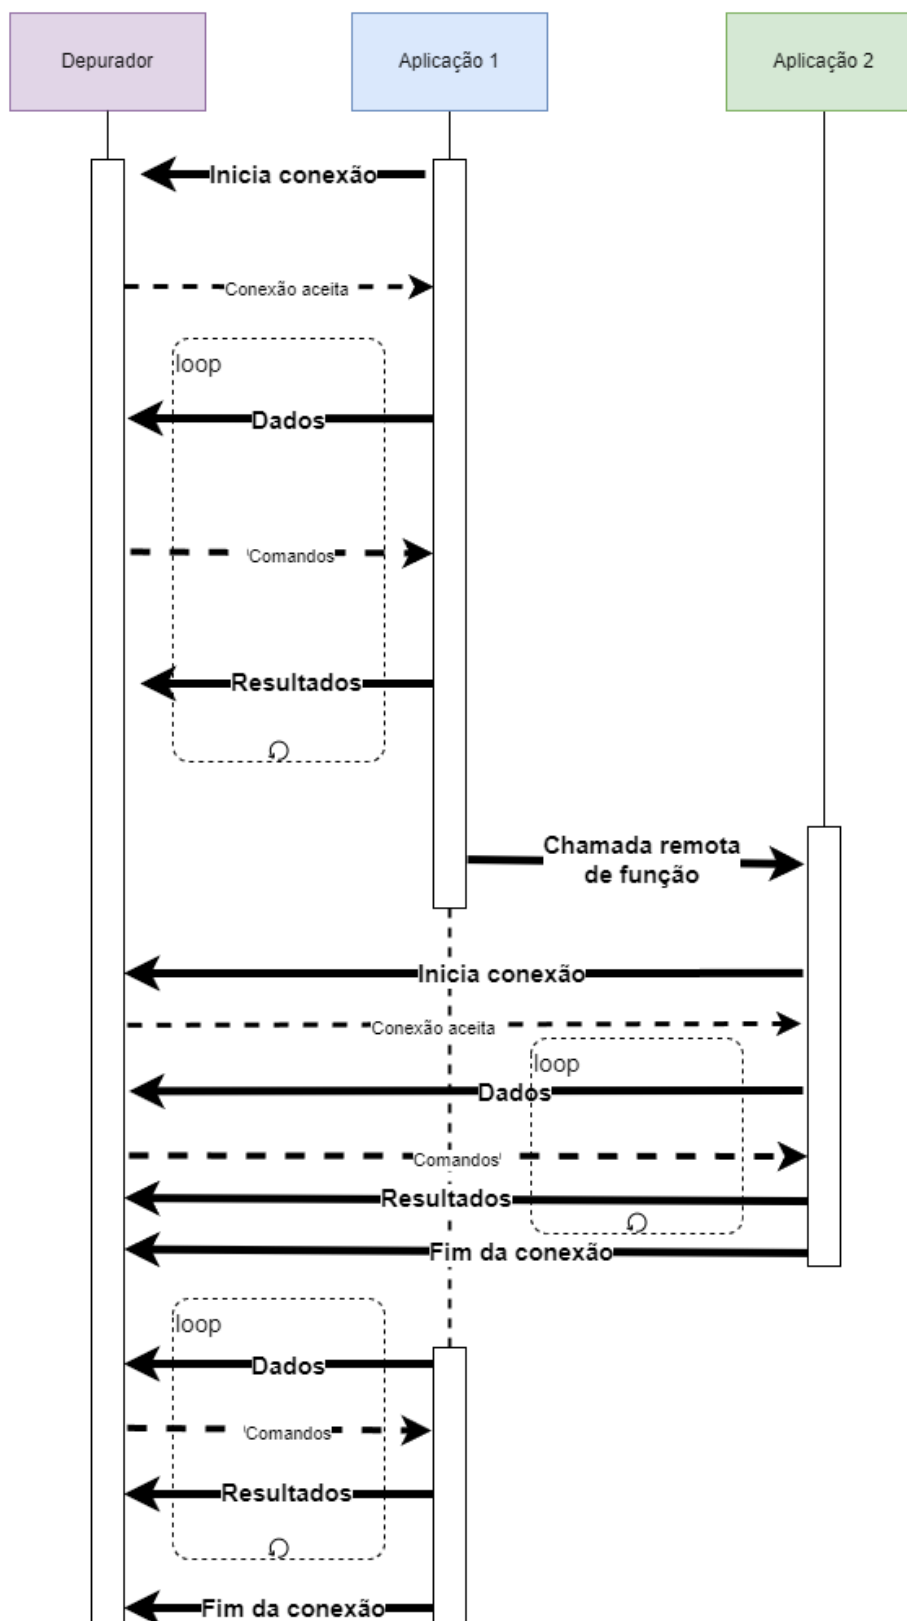 Depurador
Aplicação 1
Aplicação 2
Inicia conexão
Conexão aceita
loop
Dados
Comandos
Resultados
Chamada remota
de função
Inicia conexão
Conexão aceita
loop
Dados
Comandos
Resultados
Fim da conexão
loop
Dados
Comandos
Resultados
Fim da conexão